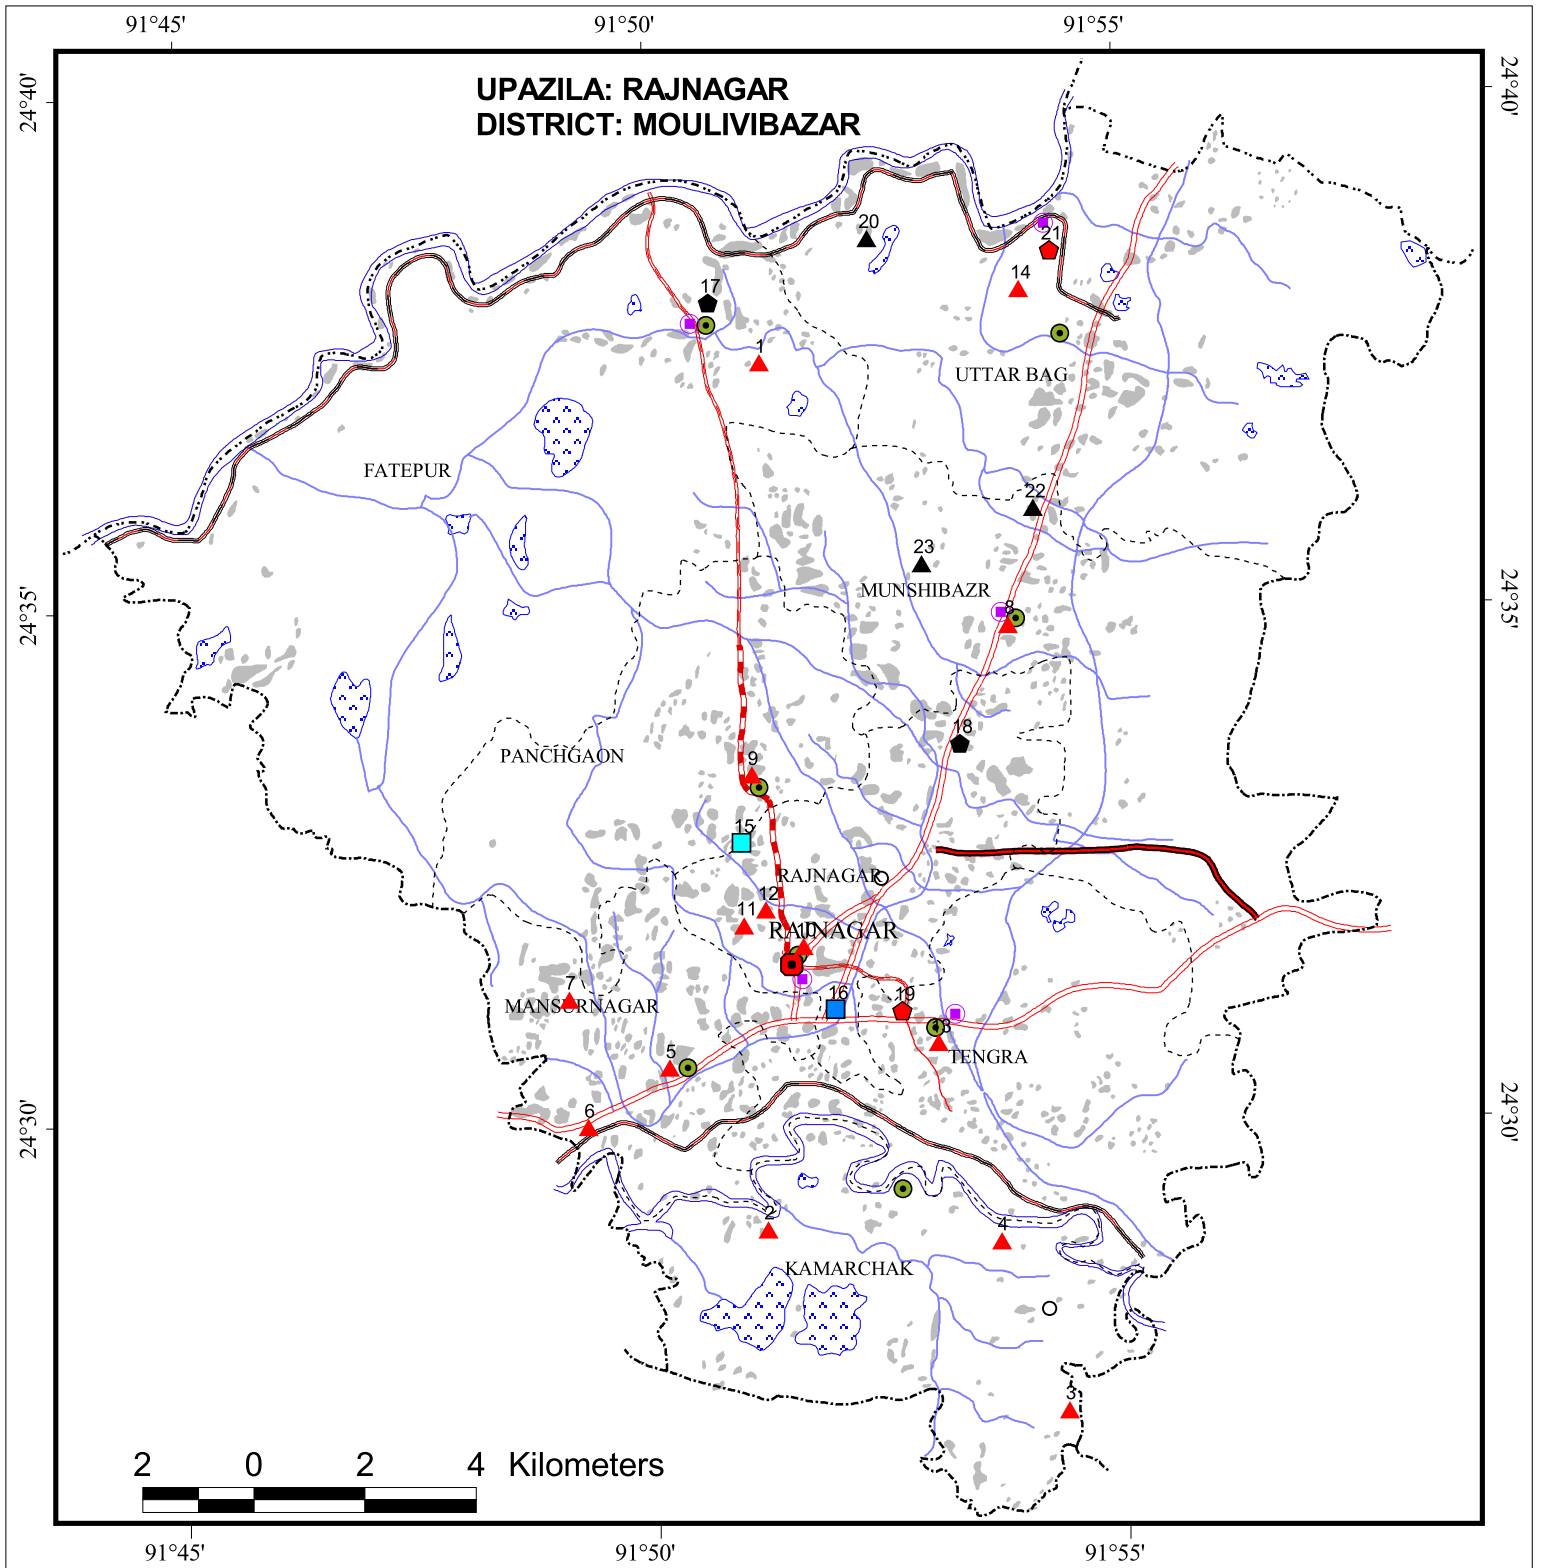 91°45' 91°50' 91°55'
24°40' 24°40'
UPAZILA: RAJNAGAR
DISTRICT: MOULIVIBAZAR
20
21
14
17
1
UTTAR BAG
FATEPUR
22
23
MUNSHIBAZR
8
24°35' 24°35'
18
PANCHGAON
9
15
RAJNAGAR
12
11
10
RAJNAGAR
7
16
19
MANSURNAGAR
13
5
TENGRA
6
24°30' 24°30'
2
4
KAMARCHAK
3
2 0 2 4 Kilometers
91°45' 91°50' 91°55'